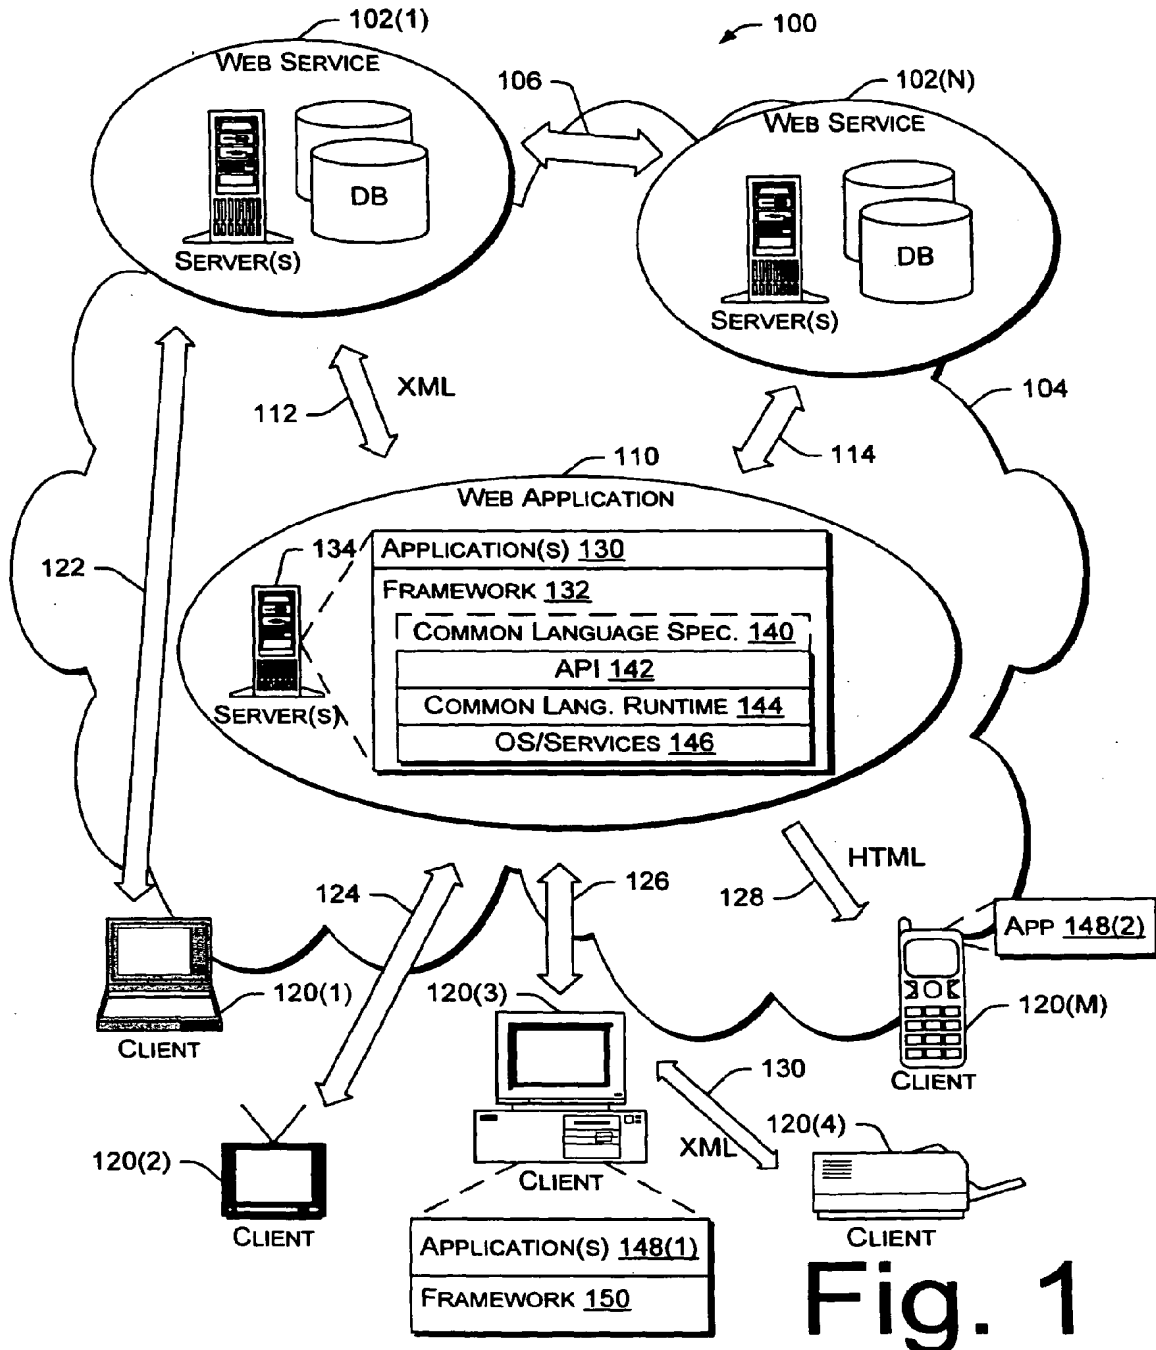 102(1)
100
WEB SERVICE
106
102(N)
WEB SERVICE
DB
SERVER(S)
DB
SERVER(S)
XML
112
104
114
110
WEB APPLICATION
134
APPLICATION(S) 130
122
FRAMEWORK 132
COMMON LANGUAGE SPEC. 140
API 142
COMMON LANG. RUNTIME 144
SERVER(S)
OS/SERVICES 146
HTML
124
126
128
APP 148(2)
120(1)
120(3)
120(M)
CLIENT
CLIENT
130
120(4)
120(2)
XML
CLIENT
CLIENT
CLIENT
APPLICATION(S) 148(1)
FRAMEWORK 150
Fig. 1